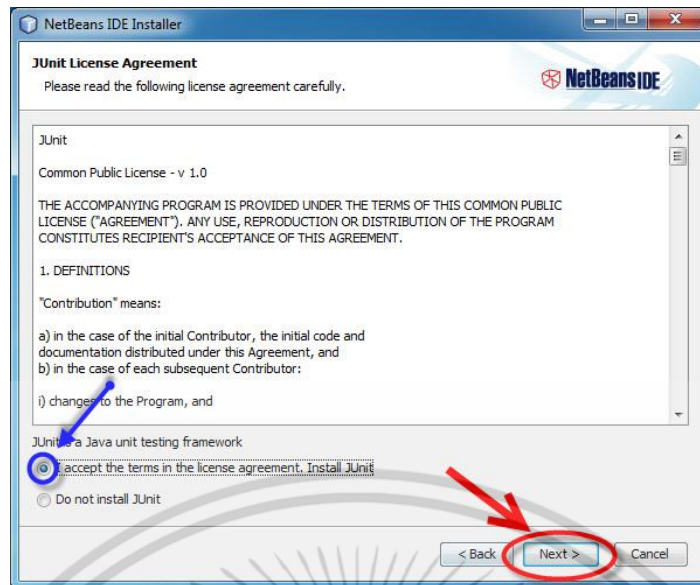 NetBeans IDE Installer
JUnit License Agreement
Please read the following license agreement carefully.
NetBeans IDE
JUnit
Common Public License - v 1.0
THE ACCOMPANYING PROGRAM IS PROVIDED UNDER THE TERMS OF THIS COMMON PUBLIC
LICENSE ("AGREEMENT"). ANY USE, REPRODUCTION OR DISTRIBUTION OF THE PROGRAM
CONSTITUTES RECIPIENT'S ACCEPTANCE OF THIS AGREEMENT.
1. DEFINITIONS
"Contribution" means:
a) in the case of the initial Contributor, the initial code and
documentation distributed under this Agreement, and
b) in the case of each subsequent Contributor:
i) changes to the Program, and
JUnit is a Java unit testing framework
I accept the terms in the license agreement. Install JUnit
Do not install JUnit
< Back
Next >
Cancel